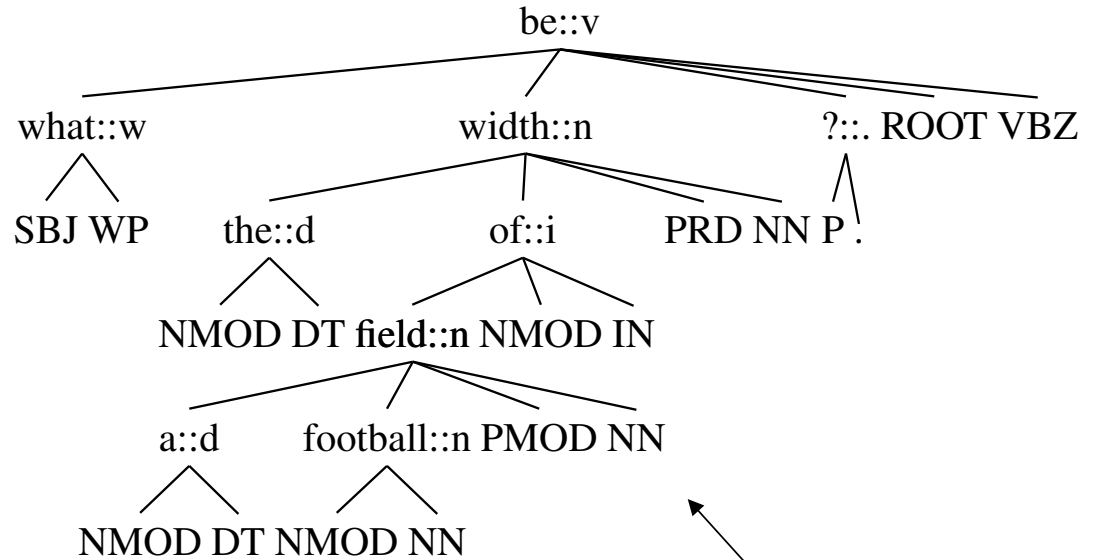 be::v
what::w width::n ?::. ROOT VBZ
SBJ WP the::d of::i PRD NN P .
NMOD DT field::n NMOD IN
a::d football::n PMOD NN
NMOD DT NMOD NN